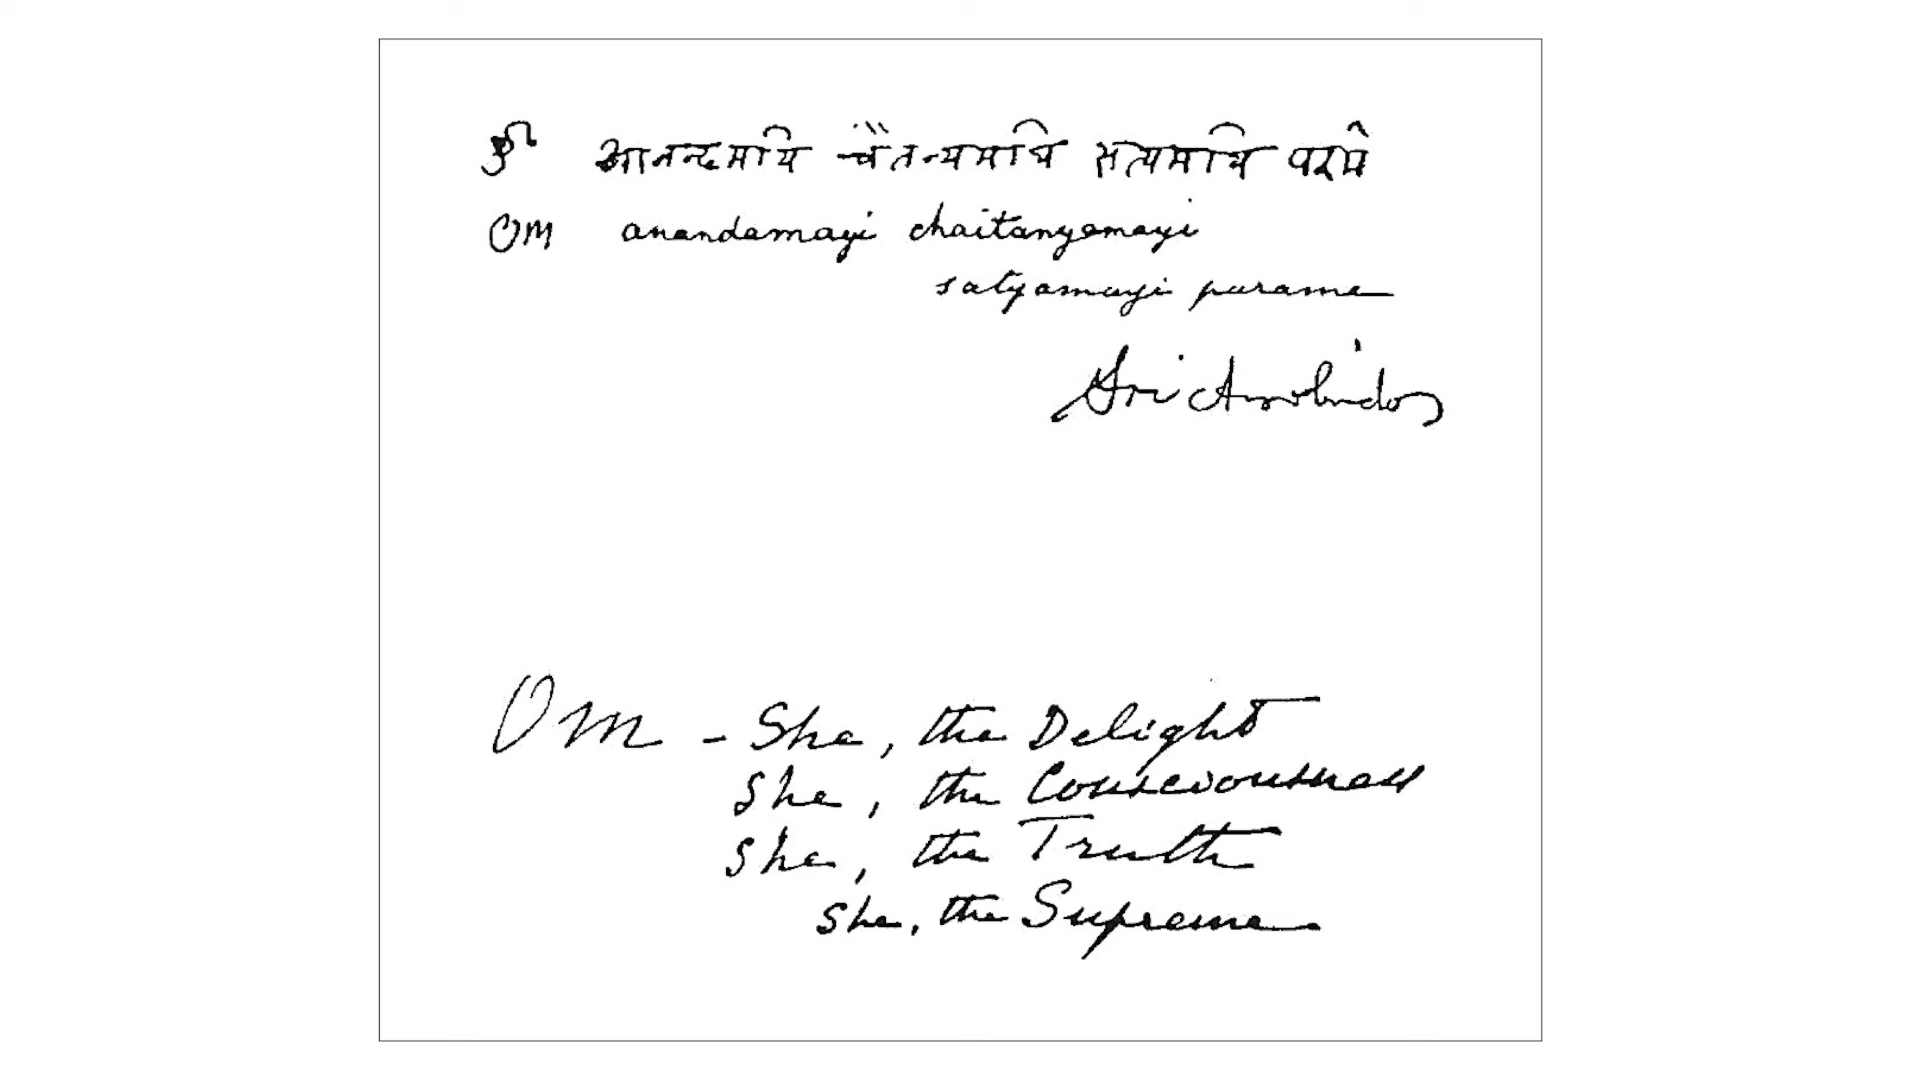 ॐ आनन्दमयि चैतन्यमयि सत्यमयि परमे
OM anandamayi chaitanyamayi
satyamayi parame
Sri Aurobindo
OM - She, the Delight
She, the Consciousness
She, the Truth
She, the Supreme